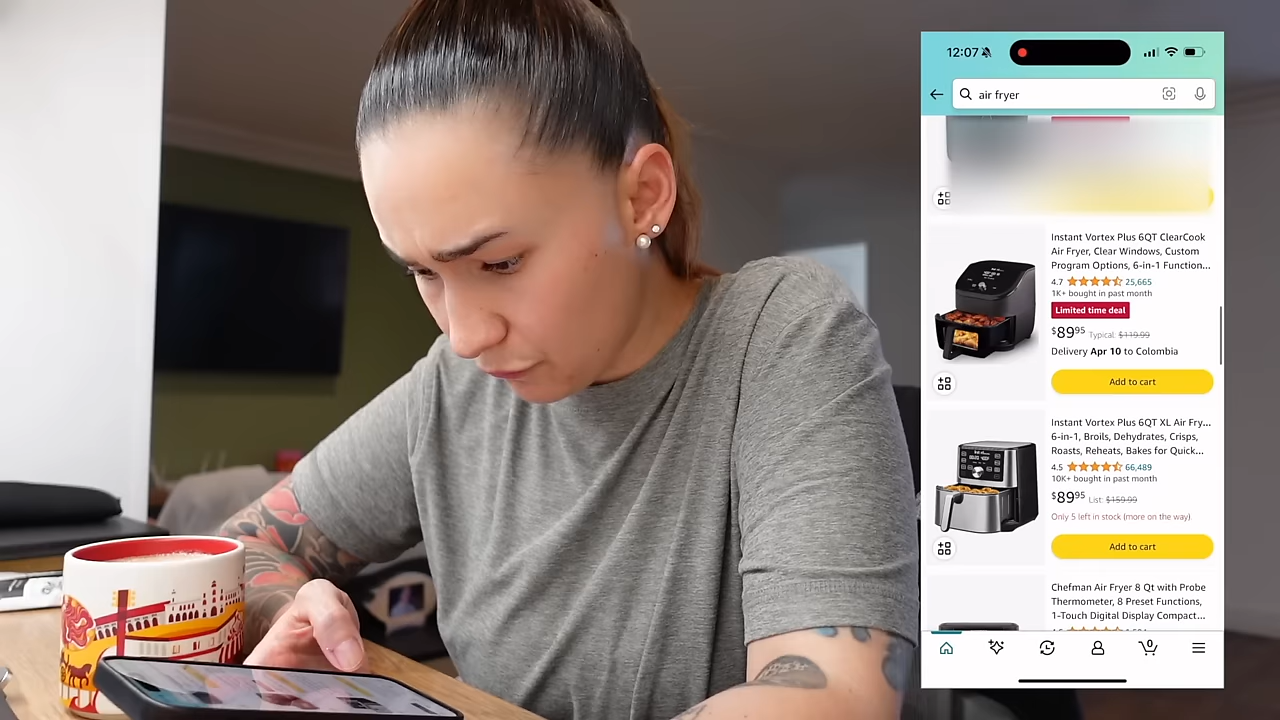 12:07
air fryer
Instant Vortex Plus 6QT ClearCook
Air Fryer, Clear Windows, Custom
Program Options, 6-in-1 Function...
4.7 25,665
1K+ bought in past month
Limited time deal
$89.95 Typical: $119.99
Delivery Apr 10 to Colombia
Add to cart
Instant Vortex Plus 6QT XL Air Fry...
6-in-1, Broils, Dehydrates, Crisps,
Roasts, Reheats, Bakes for Quick...
4.5 66,489
10K+ bought in past month
$89.95 List: $159.99
Only 5 left in stock (more on the way).
Add to cart
Chefman Air Fryer 8 Qt with Probe
Thermometer, 8 Preset Functions,
1-Touch Digital Display Compact...
0